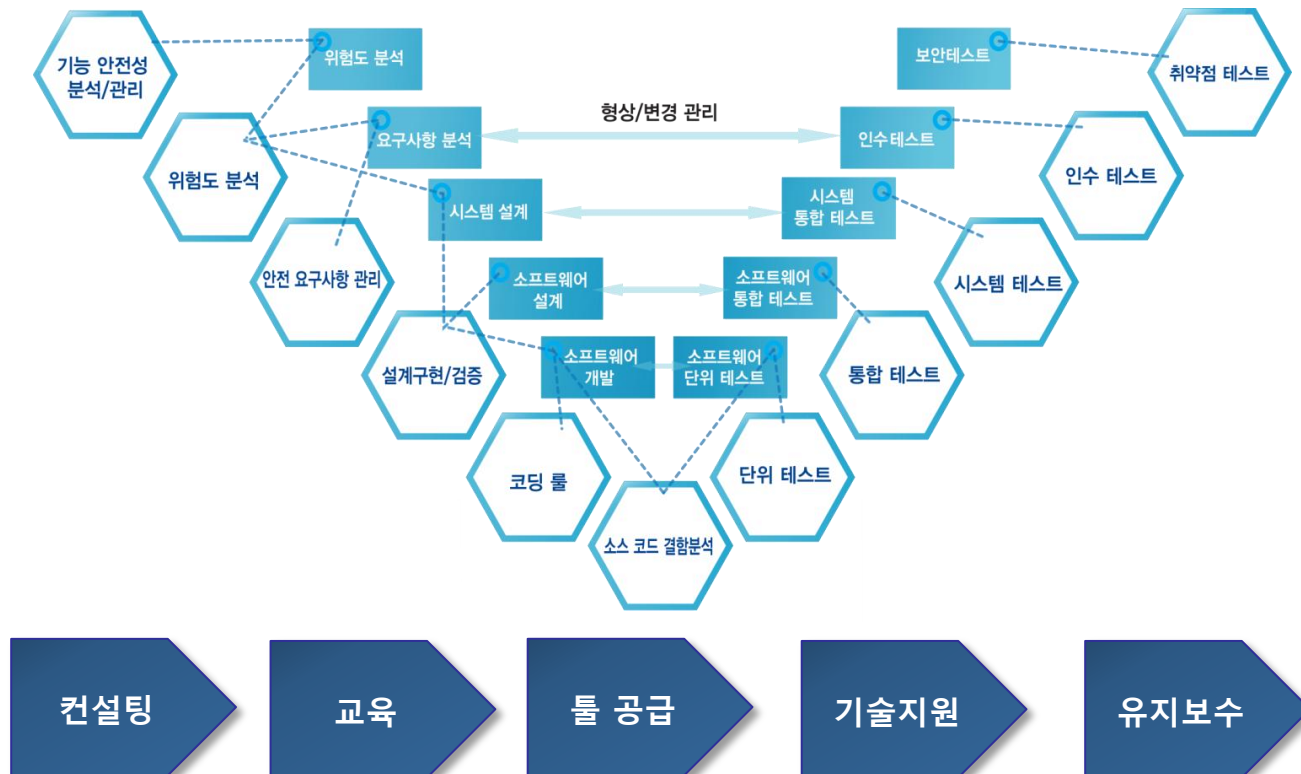 기능 안전성
분석/관리
위험도 분석
보안테스트
취약점 테스트
형상/변경 관리
위험도 분석
요구사항 분석
인수테스트
인수 테스트
시스템 설계
시스템
통합 테스트
안전 요구사항 관리
소프트웨어
설계
소프트웨어
통합 테스트
시스템 테스트
설계구현/검증
소프트웨어
개발
소프트웨어
단위 테스트
통합 테스트
코딩 룰
단위 테스트
소스 코드 결함분석
컨설팅
교육
툴 공급
기술지원
유지보수